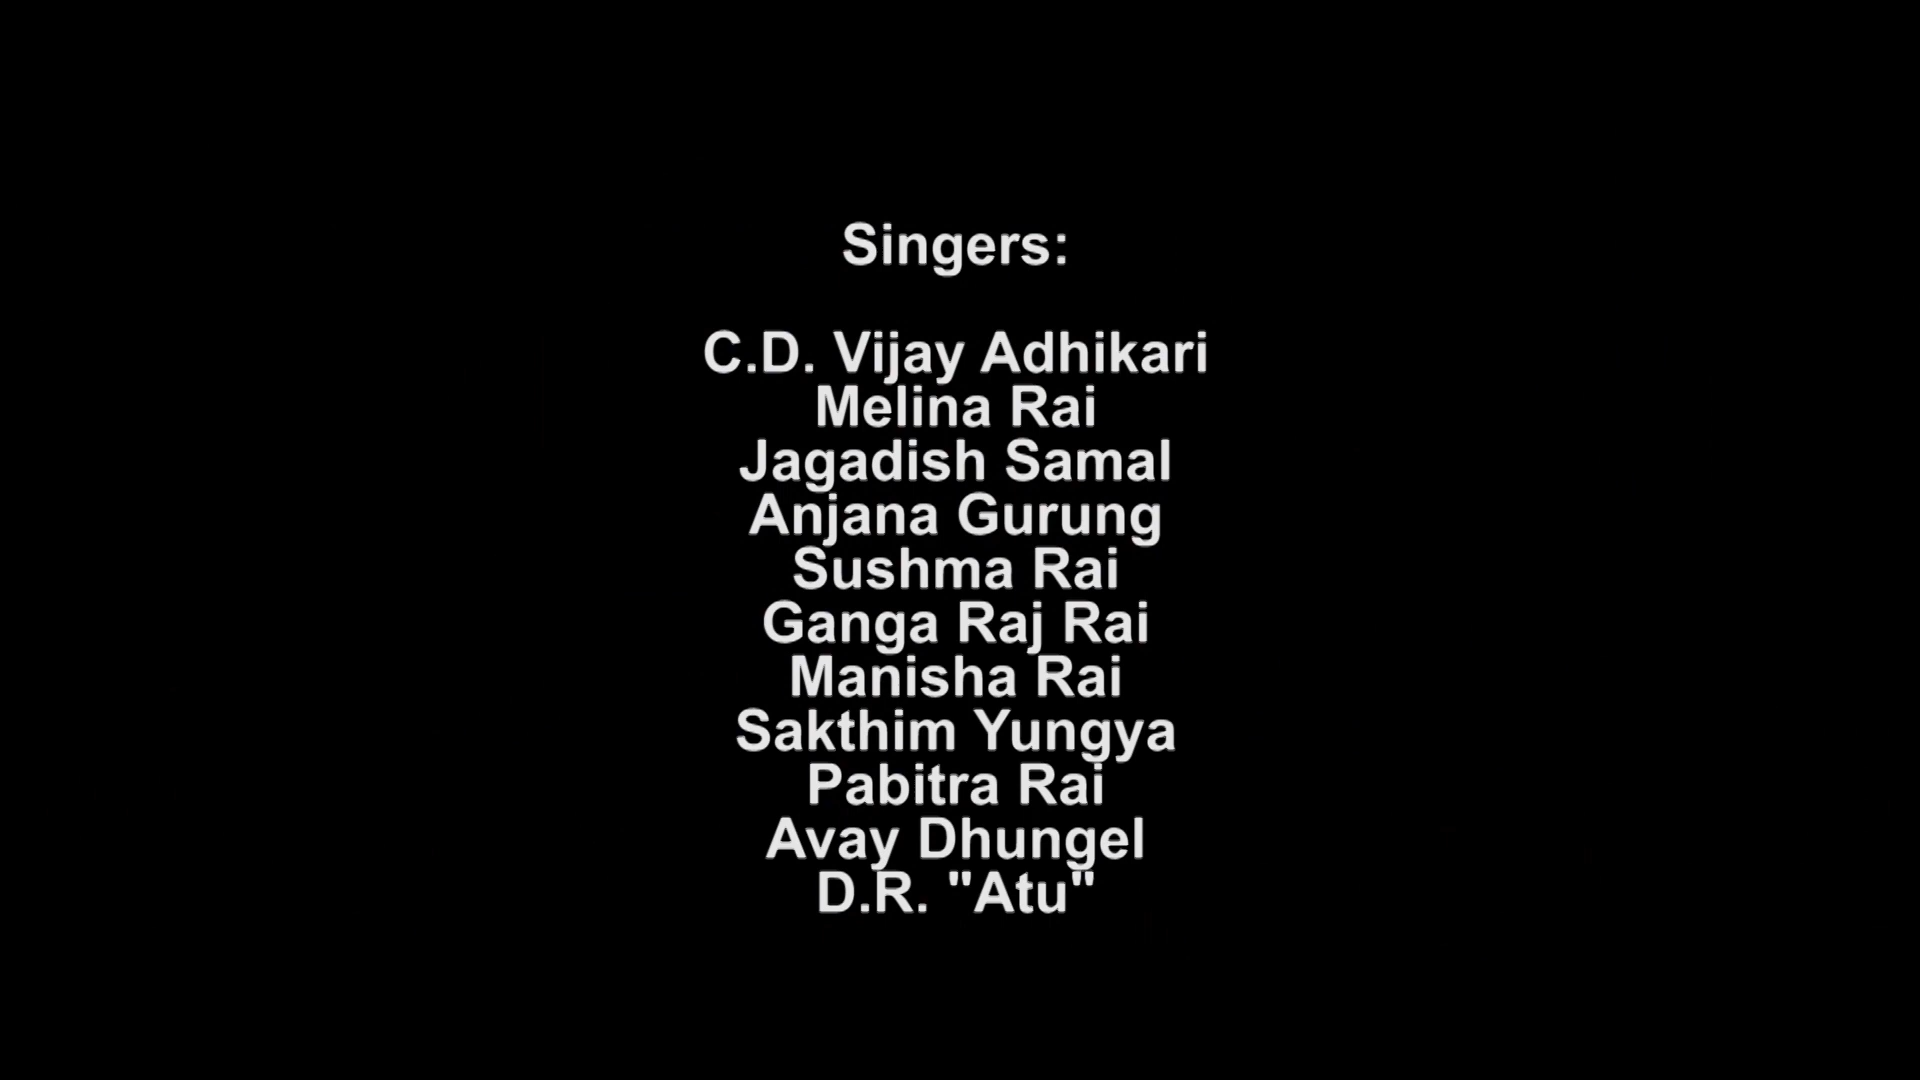 Singers:
C.D. Vijay Adhikari
Melina Rai
Jagadish Samal
Anjana Gurung
Sushma Rai
Ganga Raj Rai
Manisha Rai
Sakthim Yungya
Pabitra Rai
Avay Dhungel
D.R. "Atu"